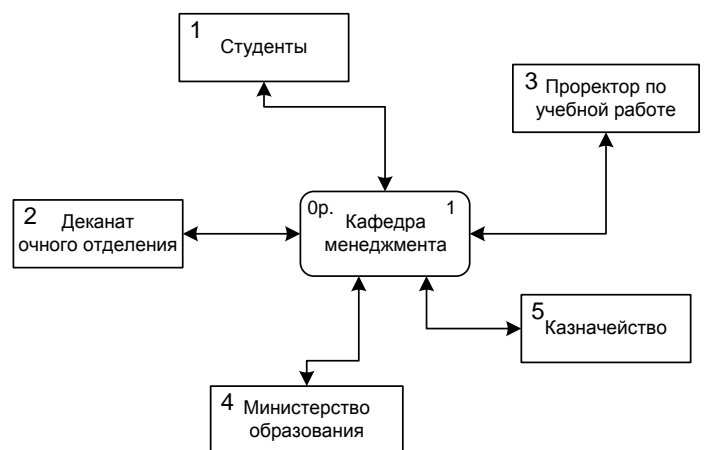 1
Студенты
3 Проректор по
учебной работе
0р. Кафедра 1
менеджмента
2 Деканат
очного отделения
5 Казначейство
4 Министерство
образования